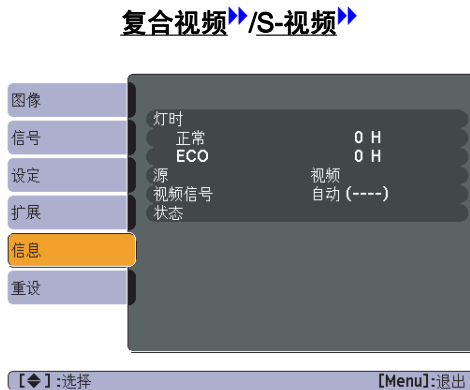 复合视频/S-视频
图像
信号
设定
扩展
信息
重设
灯时
正常 0 H
ECO 0 H
源 视频
视频信号 自动 (----)
状态
[◆]:选择 [Menu]:退出